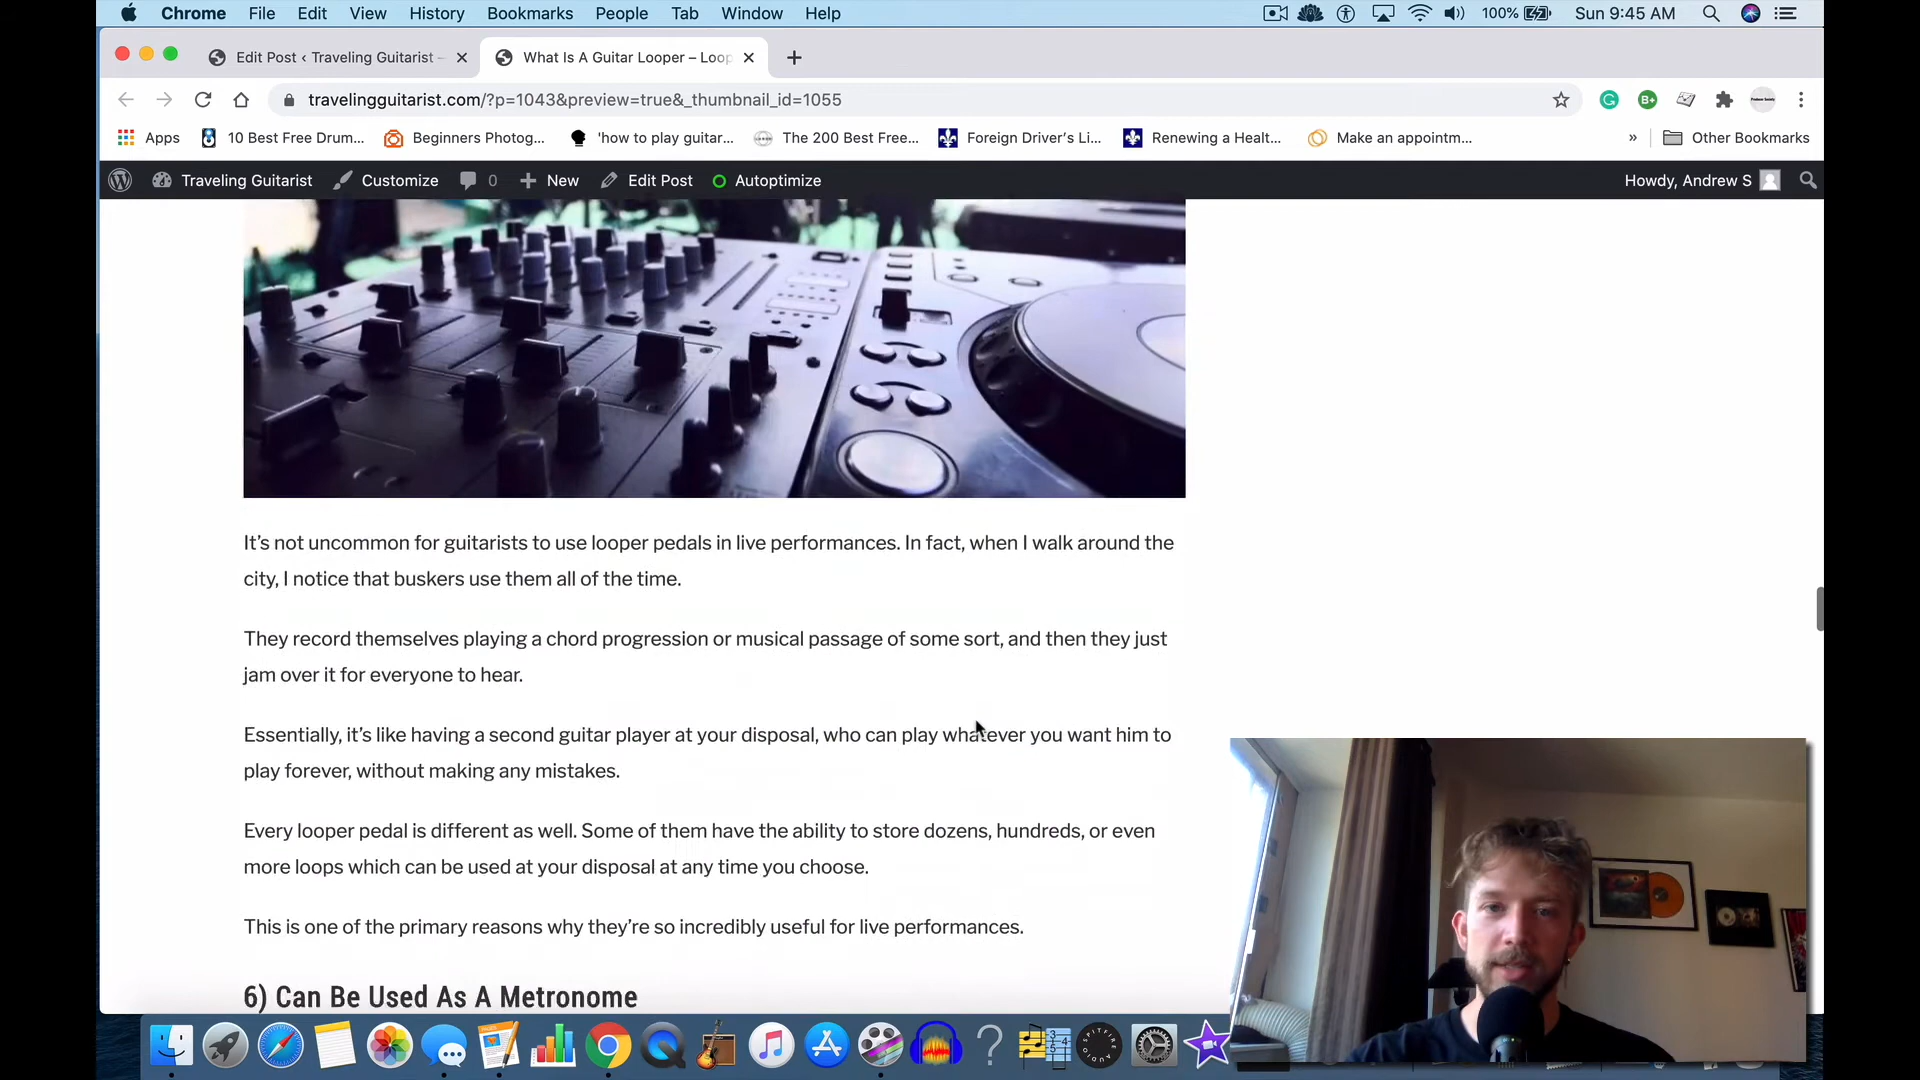 Chrome File Edit View History Bookmarks People Tab Window Help 100% Sun 9:45 AM
Edit Post ‹ Traveling Guitarist
What Is A Guitar Looper – Loop
travelingguitarist.com/?p=1043&preview=true&_thumbnail_id=1055
Apps 10 Best Free Drum... Beginners Photog... 'how to play guitar... The 200 Best Free... Foreign Driver's Li... Renewing a Healt... Make an appointm... » Other Bookmarks
Traveling Guitarist Customize 0 New Edit Post Autoptimize Howdy, Andrew S
It's not uncommon for guitarists to use looper pedals in live performances. In fact, when I walk around the
city, I notice that buskers use them all of the time.
They record themselves playing a chord progression or musical passage of some sort, and then they just
jam over it for everyone to hear.
Essentially, it's like having a second guitar player at your disposal, who can play whatever you want him to
play forever, without making any mistakes.
Every looper pedal is different as well. Some of them have the ability to store dozens, hundreds, or even
more loops which can be used at your disposal at any time you choose.
This is one of the primary reasons why they're so incredibly useful for live performances.
6) Can Be Used As A Metronome